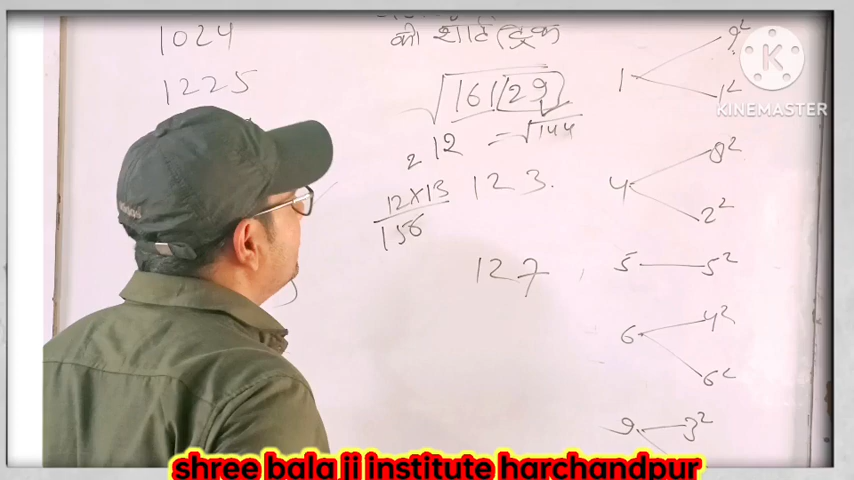 1024
1225
की शॉर्ट ट्रिक
√16129
12 = √144
2
12×13
156
123.
127
1 9² 1²
4 8² 2²
5 5²
6 4² 6²
9 3²
K
KINEMASTER
shree bala ji institute harchandpur